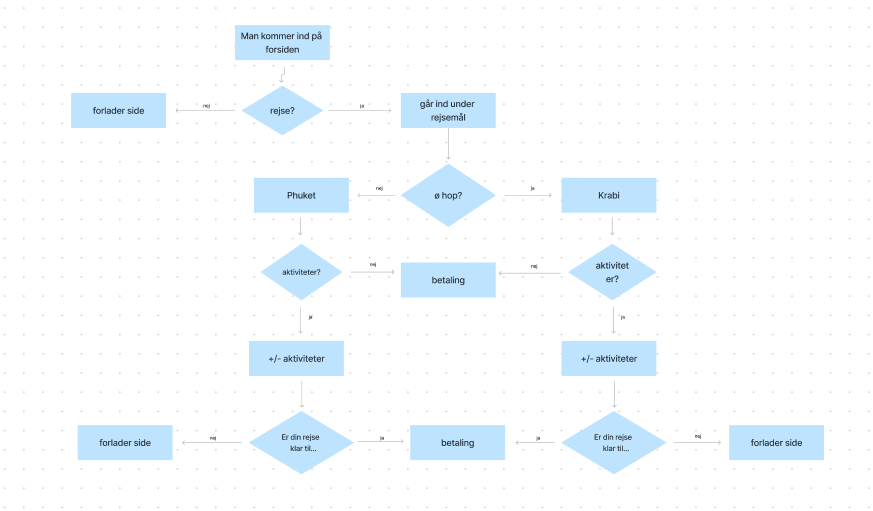 Man kommer ind på
forsiden
forlader side
nej
rejse?
ja
går ind under
rejsemål
Phuket
nej
ø hop?
ja
Krabi
aktiviteter?
nej
betaling
nej
aktivitet
er?
ja
ja
+/- aktiviteter
+/- aktiviteter
forlader side
nej
Er din rejse
klar til...
ja
betaling
ja
Er din rejse
klar til...
nej
forlader side